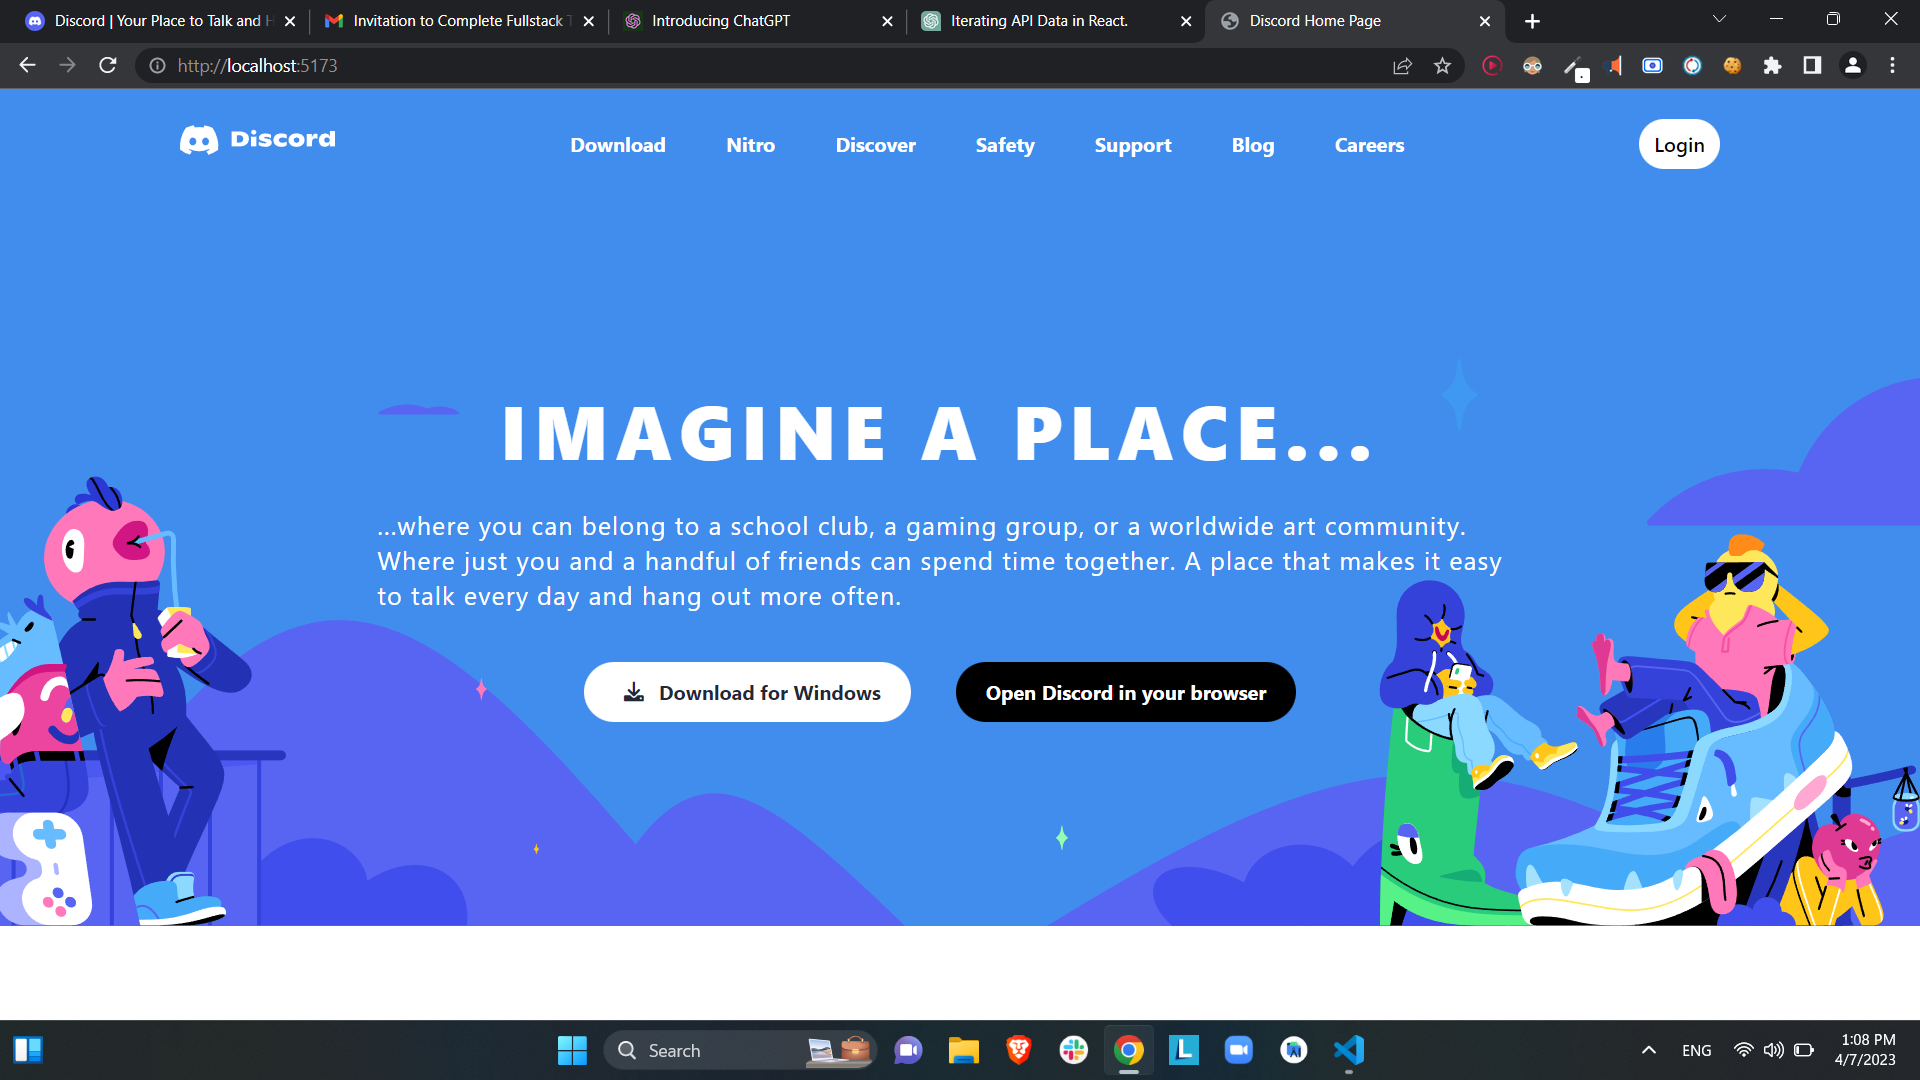 Discord | Your Place to Talk and H
Invitation to Complete Fullstack T
Introducing ChatGPT
Iterating API Data in React.
Discord Home Page
http://localhost:5173
Discord
Download
Nitro
Discover
Safety
Support
Blog
Careers
Login
IMAGINE A PLACE...
...where you can belong to a school club, a gaming group, or a worldwide art community.
Where just you and a handful of friends can spend time together. A place that makes it easy
to talk every day and hang out more often.
Download for Windows
Open Discord in your browser
Search
L
AI
ENG
1:08 PM
4/7/2023